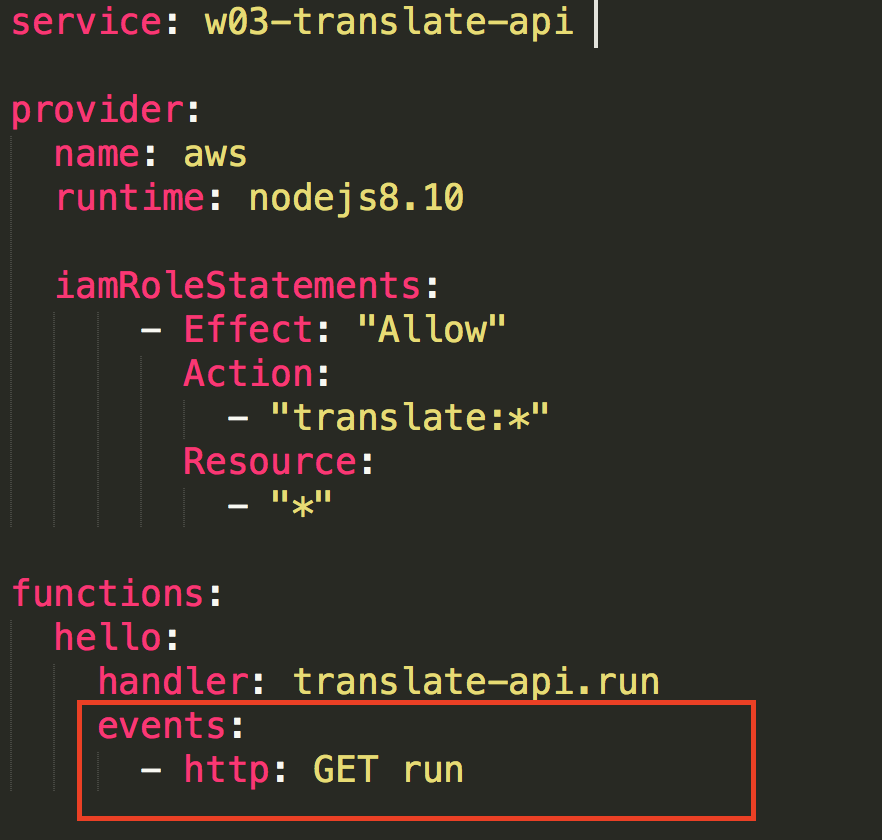 service: w03-translate-api
provider:
  name: aws
  runtime: nodejs8.10
  iamRoleStatements:
      - Effect: "Allow"
        Action:
          - "translate:*"
        Resource:
          - "*"
functions:
  hello:
    handler: translate-api.run
    events:
      - http: GET run